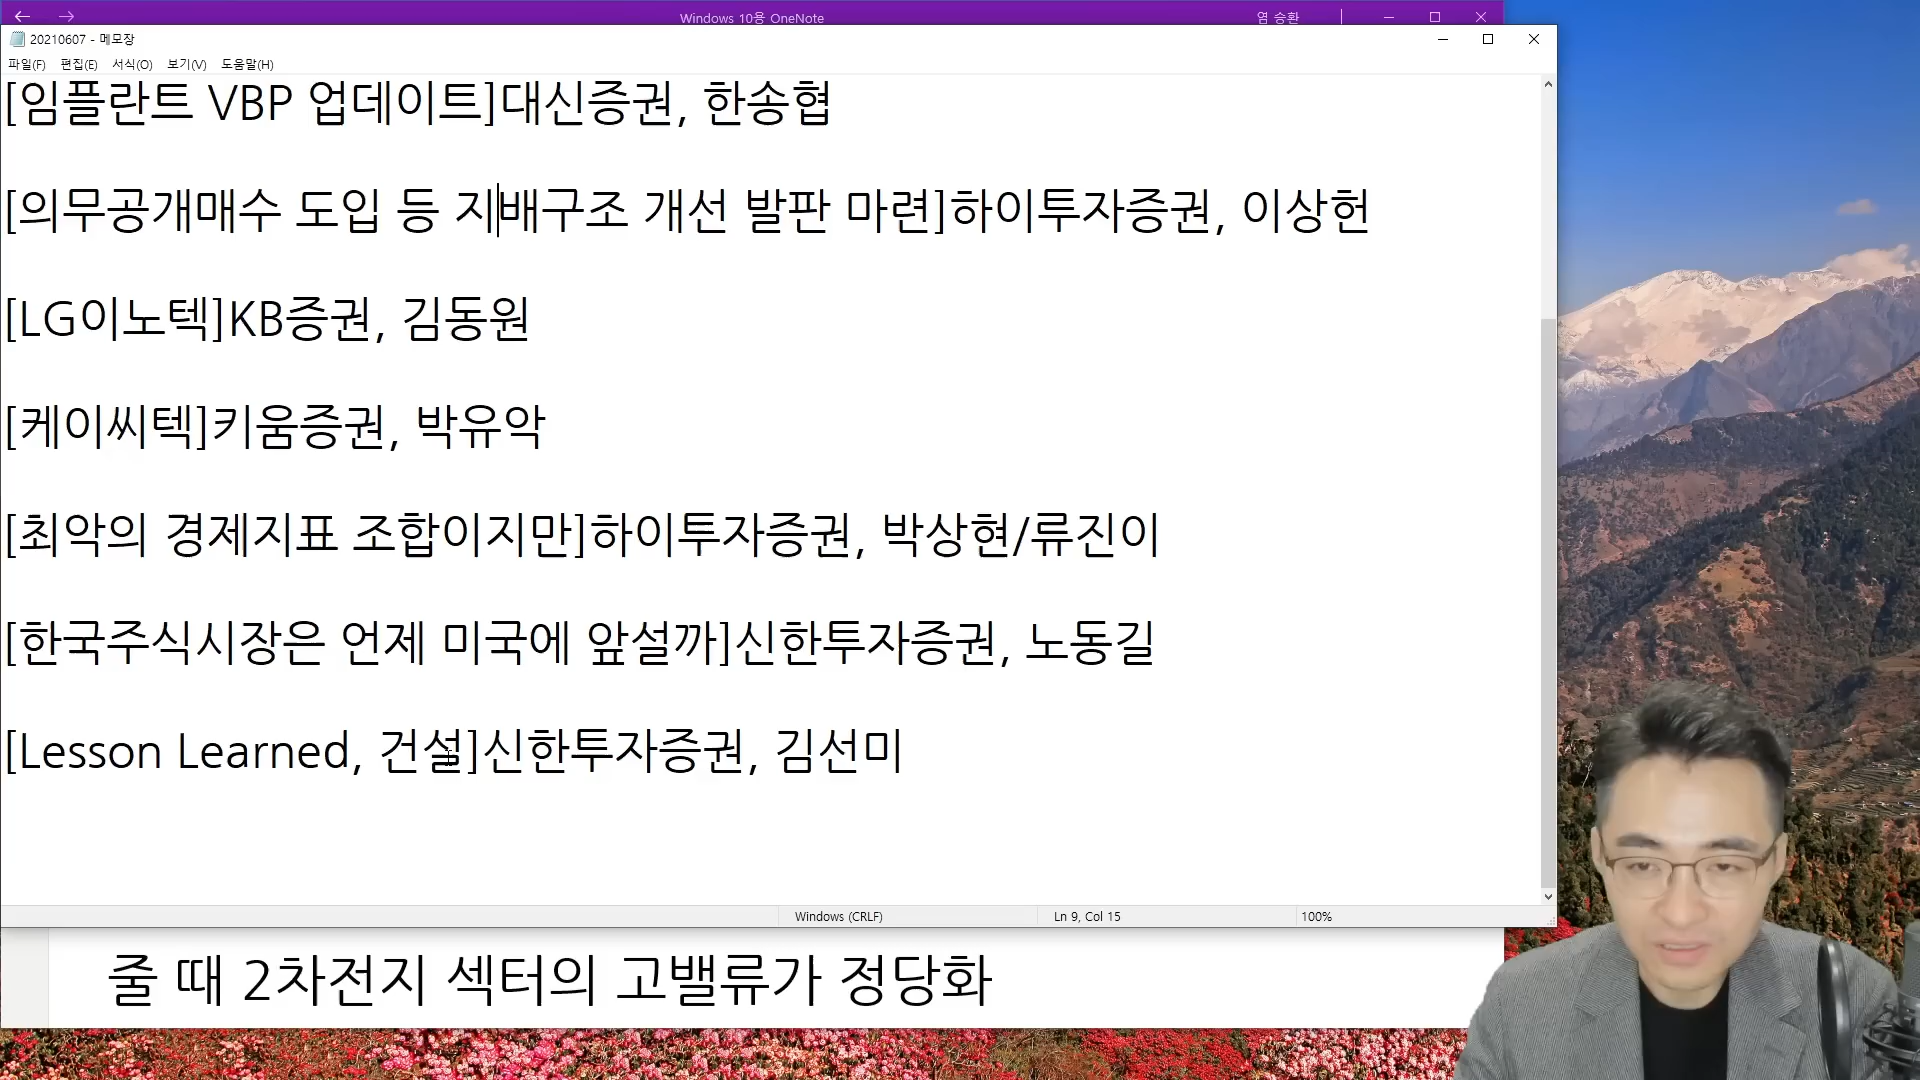 Windows 10용 OneNote
염 승환
20210607 - 메모장
파일(F) 편집(E) 서식(O) 보기(V) 도움말(H)
[임플란트 VBP 업데이트]대신증권, 한송협
[의무공개매수 도입 등 지배구조 개선 발판 마련]하이투자증권, 이상헌
[LG이노텍]KB증권, 김동원
[케이씨텍]키움증권, 박유악
[최악의 경제지표 조합이지만]하이투자증권, 박상현/류진이
[한국주식시장은 언제 미국에 앞설까]신한투자증권, 노동길
[Lesson Learned, 건설]신한투자증권, 김선미
Windows (CRLF) Ln 9, Col 15 100%
줄 때 2차전지 섹터의 고밸류가 정당화